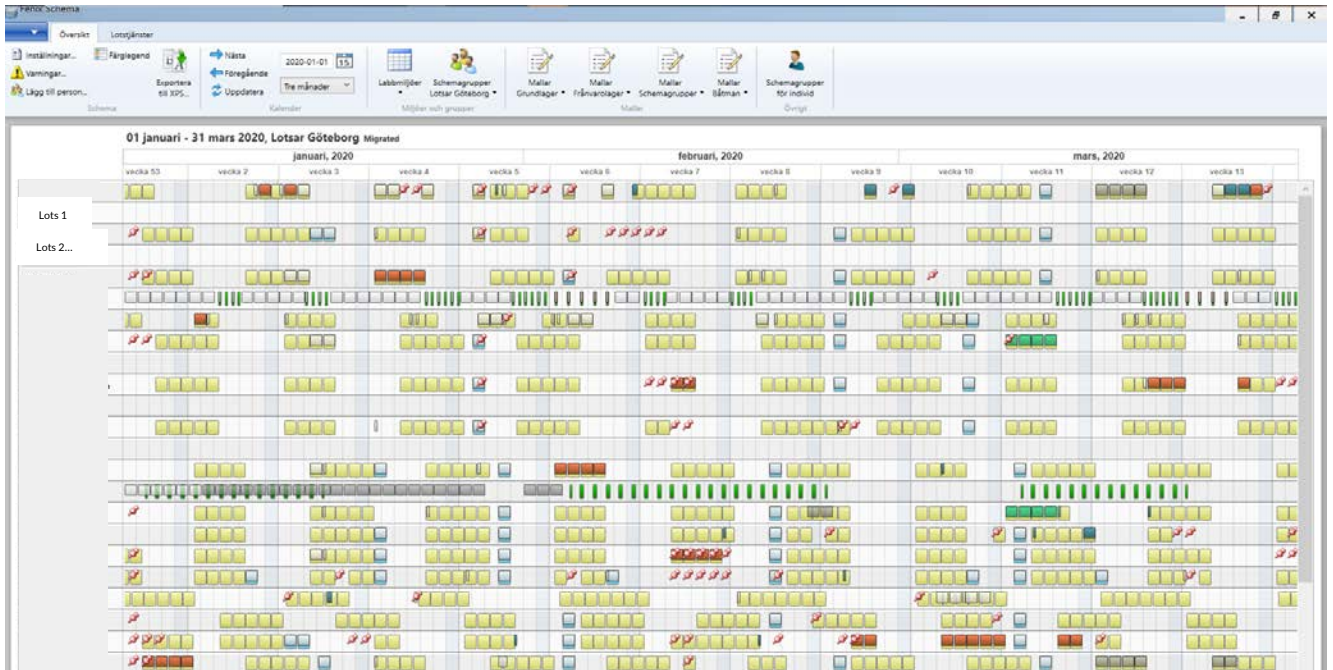 Fenix Schema
Översikt Lotstjänster
Inställningar... Färglegend
Varningar...
Lägg till person...
Exportera till XPS...
Schema
Nästa
Föregående
Uppdatera
2020-01-01 15
Tre månader
Kalender
Labbmiljöer
Schemagrupper Lotsar Göteborg
Miljöer och grupper
Mallar Grundlager
Mallar Frånvarolager
Mallar Schemagrupper
Mallar Båtman
Mallar
Schemagrupper för individ
Övrigt
01 januari - 31 mars 2020, Lotsar Göteborg Migrated
januari, 2020 februari, 2020 mars, 2020
vecka 53 vecka 2 vecka 3 vecka 4 vecka 5 vecka 6 vecka 7 vecka 8 vecka 9 vecka 10 vecka 11 vecka 12 vecka 13
Lots 1
Lots 2...